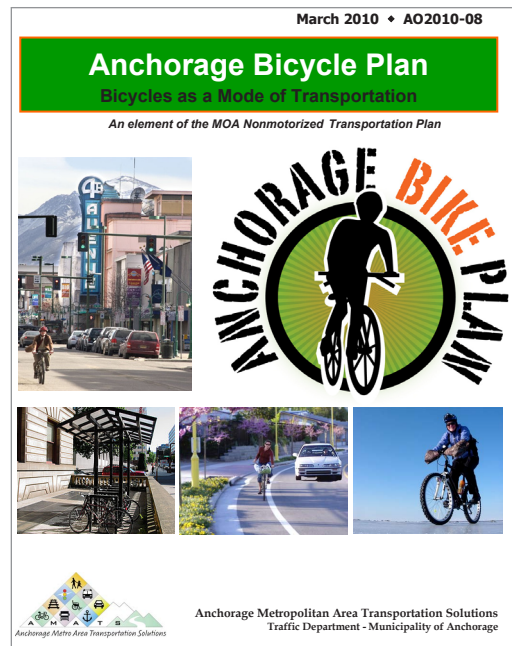 March 2010 ◆ AO2010-08
Anchorage Bicycle Plan
Bicycles as a Mode of Transportation
An element of the MOA Nonmotorized Transportation Plan
ANCHORAGE BIKE PLAN
4
AVENUE
AMATS
Anchorage Metro Area Transportation Solutions
Anchorage Metropolitan Area Transportation Solutions
Traffic Department - Municipality of Anchorage